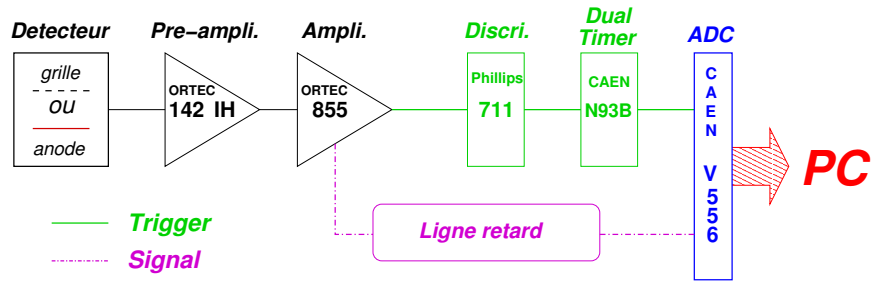 Detecteur
Pre-ampli.
Ampli.
Discri.
Dual
Timer
ADC
grille
ou
anode
ORTEC
142 IH
ORTEC
855
Phillips
711
CAEN
N93B
C
A
E
N
V
5
5
6
PC
Trigger
Signal
Ligne retard